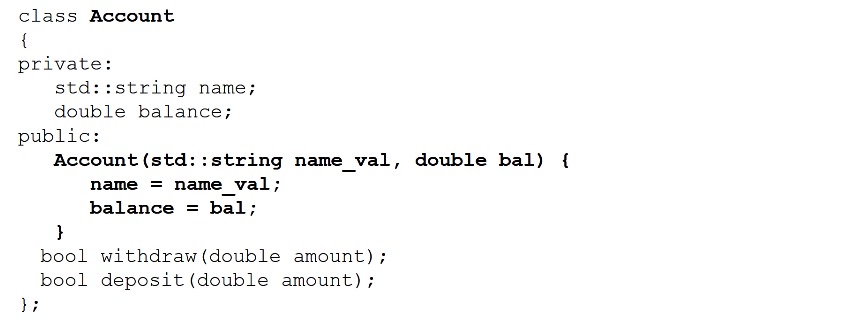 class Account
{
private:
   std::string name;
   double balance;
public:
   Account(std::string name_val, double bal) {
      name = name_val;
      balance = bal;
   }
  bool withdraw(double amount);
  bool deposit(double amount);
};